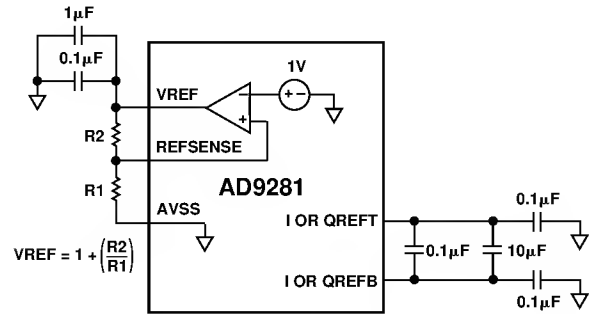 1µF
0.1µF
1V
VREF
R2
REFSENSE
R1
AD9281
AVSS
I OR QREFT
0.1µF
VREF = 1 + (R2/R1)
0.1µF
10µF
I OR QREFB
0.1µF